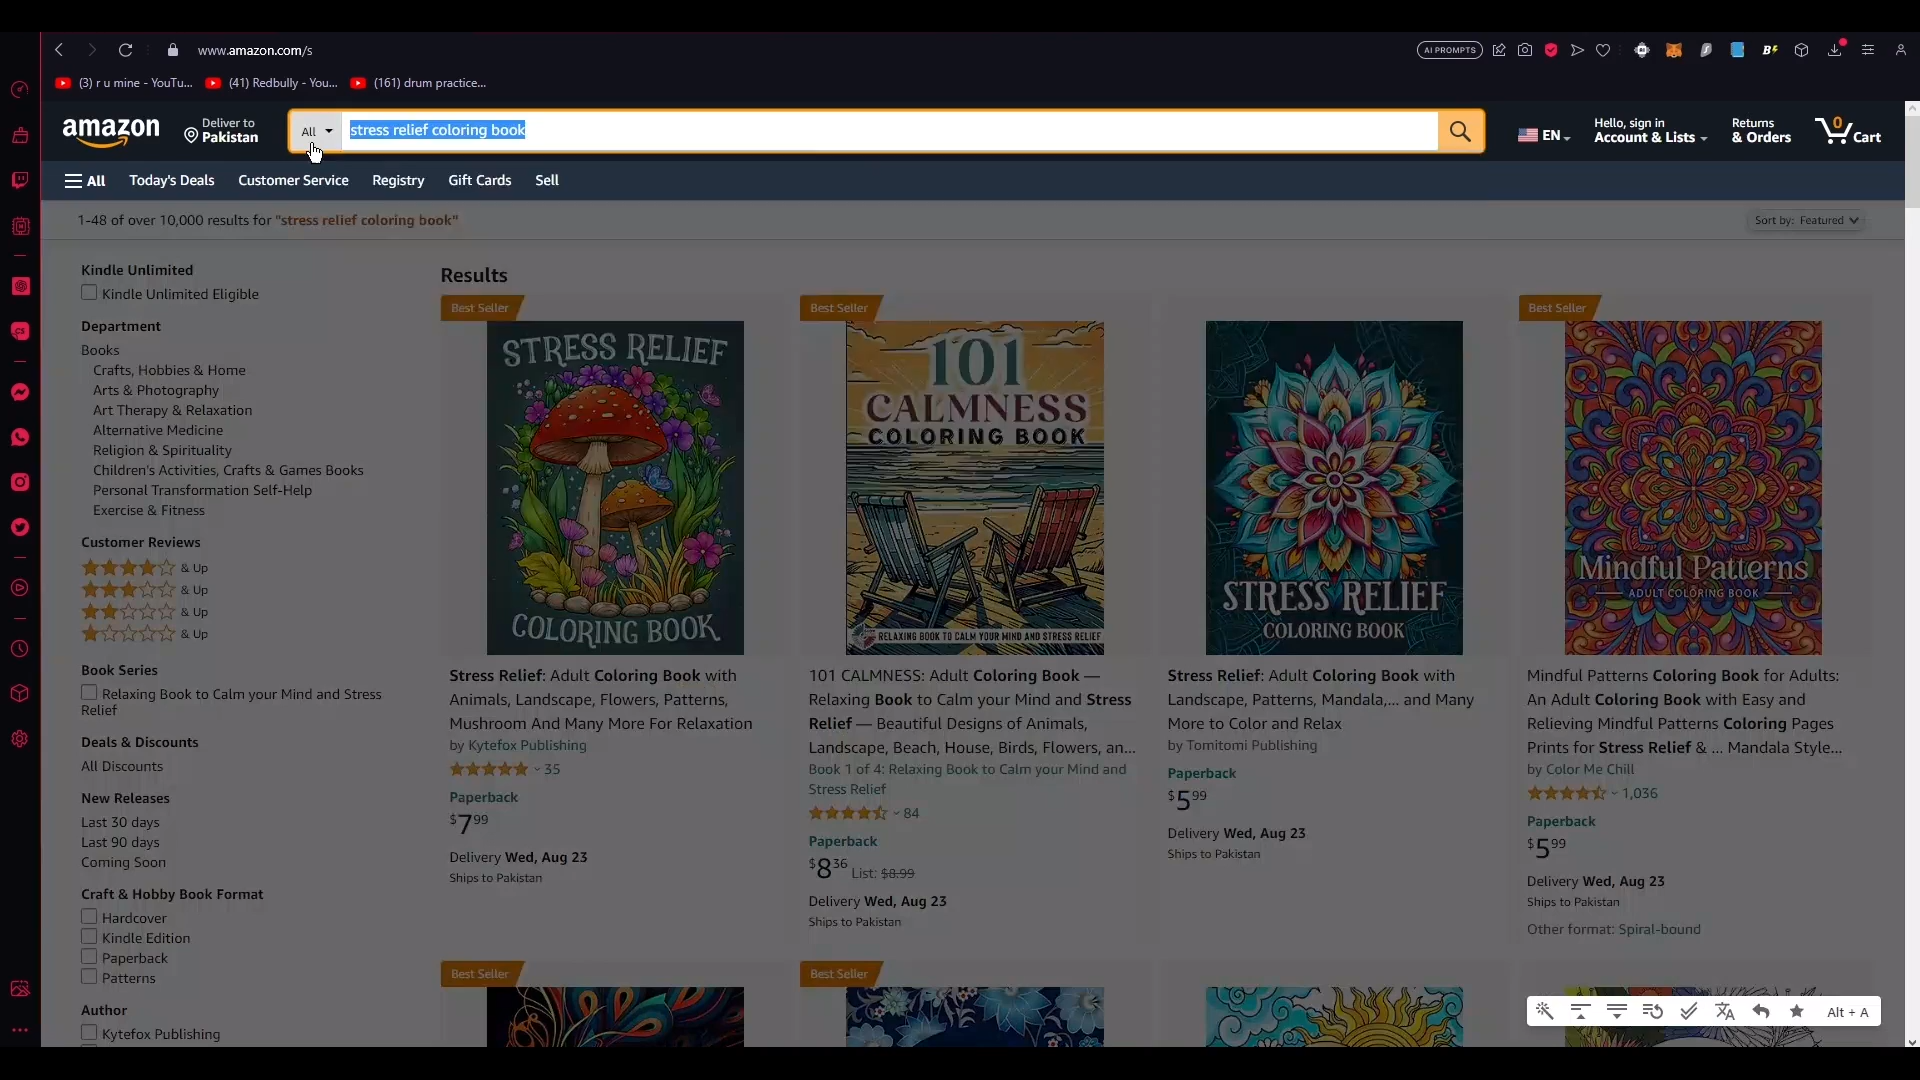 www.amazon.com/s
AI PROMPTS
(3) r u mine - YouTu...
(41) Redbully - You...
(161) drum practice...
amazon
Deliver to
Pakistan
All
stress relief coloring book
EN
Hello, sign in
Account & Lists
Returns
& Orders
0
Cart
All
Today's Deals
Customer Service
Registry
Gift Cards
Sell
1-48 of over 10,000 results for "stress relief coloring book"
Sort by: Featured
Kindle Unlimited
Kindle Unlimited Eligible
Department
Books
Crafts, Hobbies & Home
Arts & Photography
Art Therapy & Relaxation
Alternative Medicine
Religion & Spirituality
Children's Activities, Crafts & Games Books
Personal Transformation Self-Help
Exercise & Fitness
Customer Reviews
& Up
& Up
& Up
& Up
Book Series
Relaxing Book to Calm your Mind and Stress
Relief
Deals & Discounts
All Discounts
New Releases
Last 30 days
Last 90 days
Coming Soon
Craft & Hobby Book Format
Hardcover
Kindle Edition
Paperback
Patterns
Author
Kytefox Publishing
Results
Best Seller
STRESS RELIEF
COLORING BOOK
Stress Relief: Adult Coloring Book with
Animals, Landscape, Flowers, Patterns,
Mushroom And Many More For Relaxation
by Kytefox Publishing
35
Paperback
$7.99
Delivery Wed, Aug 23
Ships to Pakistan
Best Seller
101
CALMNESS
COLORING BOOK
RELAXING BOOK TO CALM YOUR MIND AND STRESS RELIEF
101 CALMNESS: Adult Coloring Book —
Relaxing Book to Calm your Mind and Stress
Relief — Beautiful Designs of Animals,
Landscape, Beach, House, Birds, Flowers, an...
Book 1 of 4: Relaxing Book to Calm your Mind and
Stress Relief
84
Paperback
$8.36 List: $8.99
Delivery Wed, Aug 23
Ships to Pakistan
STRESS RELIEF
COLORING BOOK
Stress Relief: Adult Coloring Book with
Landscape, Patterns, Mandala,... and Many
More to Color and Relax
by Tomitomi Publishing
Paperback
$5.99
Delivery Wed, Aug 23
Ships to Pakistan
Best Seller
Mindful Patterns
ADULT COLORING BOOK
Mindful Patterns Coloring Book for Adults:
An Adult Coloring Book with Easy and
Relieving Mindful Patterns Coloring Pages
Prints for Stress Relief & ... Mandala Style...
by Color Me Chill
1,036
Paperback
$5.99
Delivery Wed, Aug 23
Ships to Pakistan
Other format: Spiral-bound
Best Seller
Best Seller
Alt + A